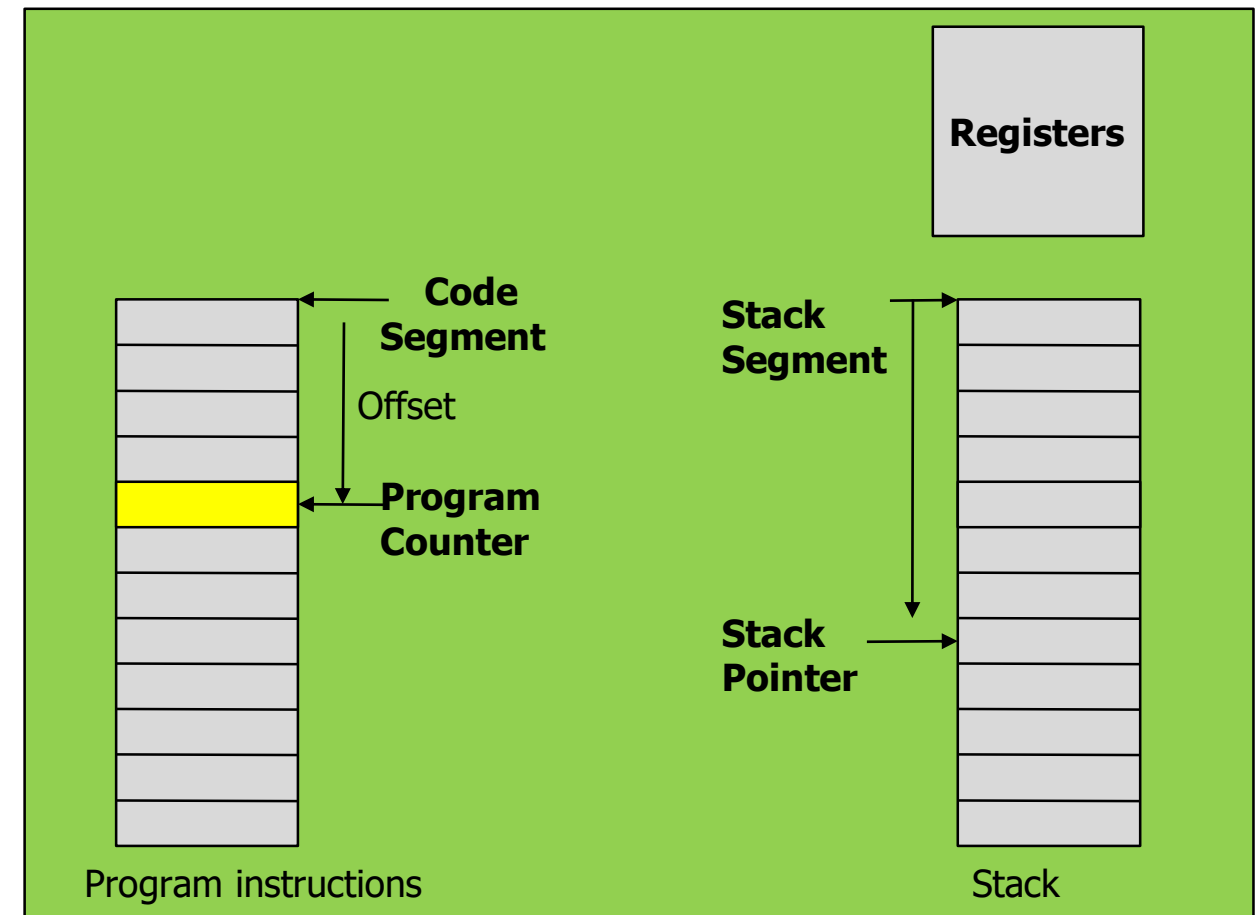 Registers
Code
Segment
Offset
Program
Counter
Program instructions
Stack
Segment
Stack
Pointer
Stack